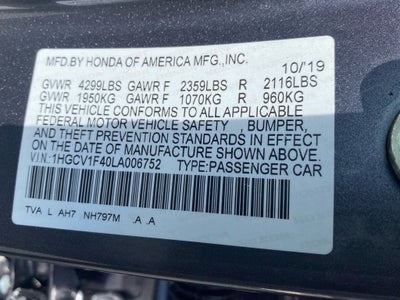 MFD.BY HONDA OF AMERICA MFG.,INC. 10/19
GVWR 4299LBS GAWR F 2359LBS R 2116LBS
GVWR 1950KG GAWR F 1070KG R 960KG
THIS VEHICLE CONFORMS TO ALL APPLICABLE
FEDERAL MOTOR VEHICLE SAFETY , BUMPER,
AND THEFT PREVENTION STANDARDS IN EFFECT
ON THE DATE OF MANUFACTURE SHOWN ABOVE.
V.I.N:1HGCV1F40LA006752 TYPE:PASSENGER CAR
TVA L AH7 NH797M .A .A